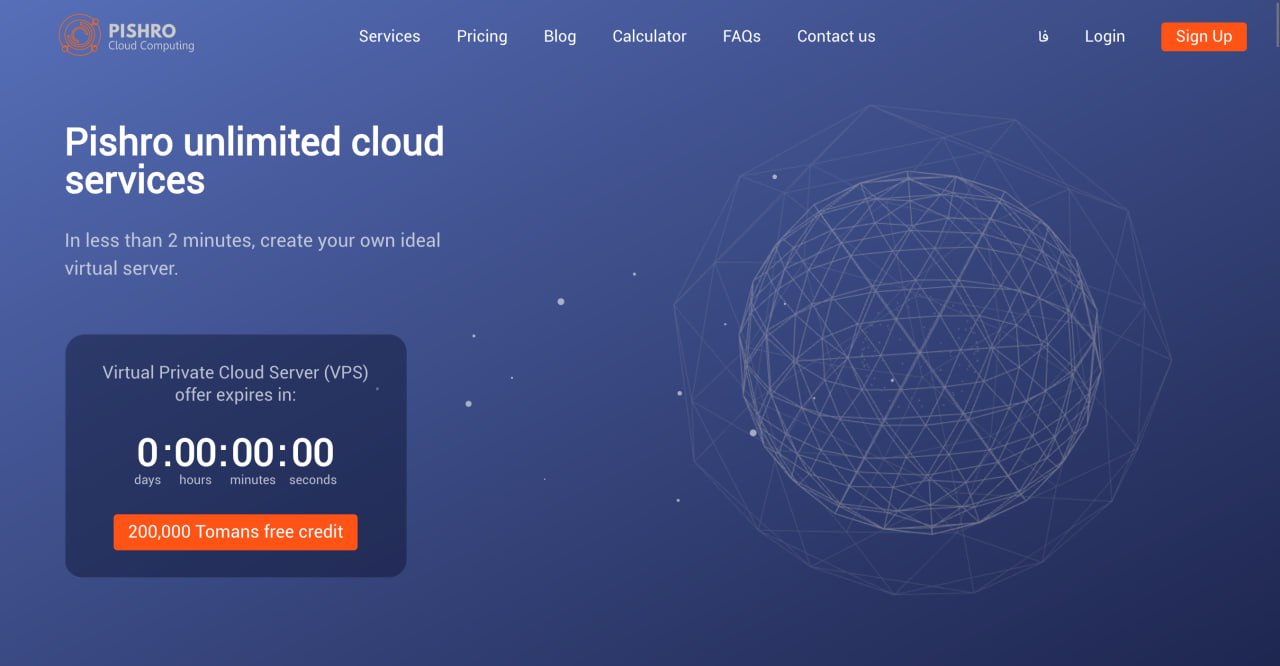 PISHRO
Cloud Computing
Services Pricing Blog Calculator FAQs Contact us
فا Login Sign Up
Pishro unlimited cloud
services
In less than 2 minutes, create your own ideal
virtual server.
Virtual Private Cloud Server (VPS)
offer expires in:
0:00:00:00
days hours minutes seconds
200,000 Tomans free credit